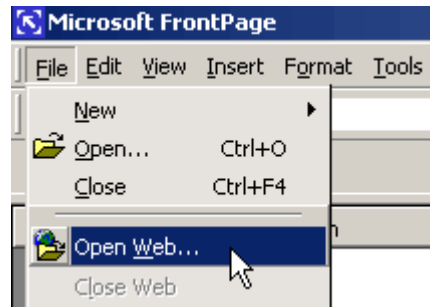 Microsoft FrontPage
File Edit View Insert Format Tools
New
Open... Ctrl+O
Close Ctrl+F4
Open Web...
Close Web